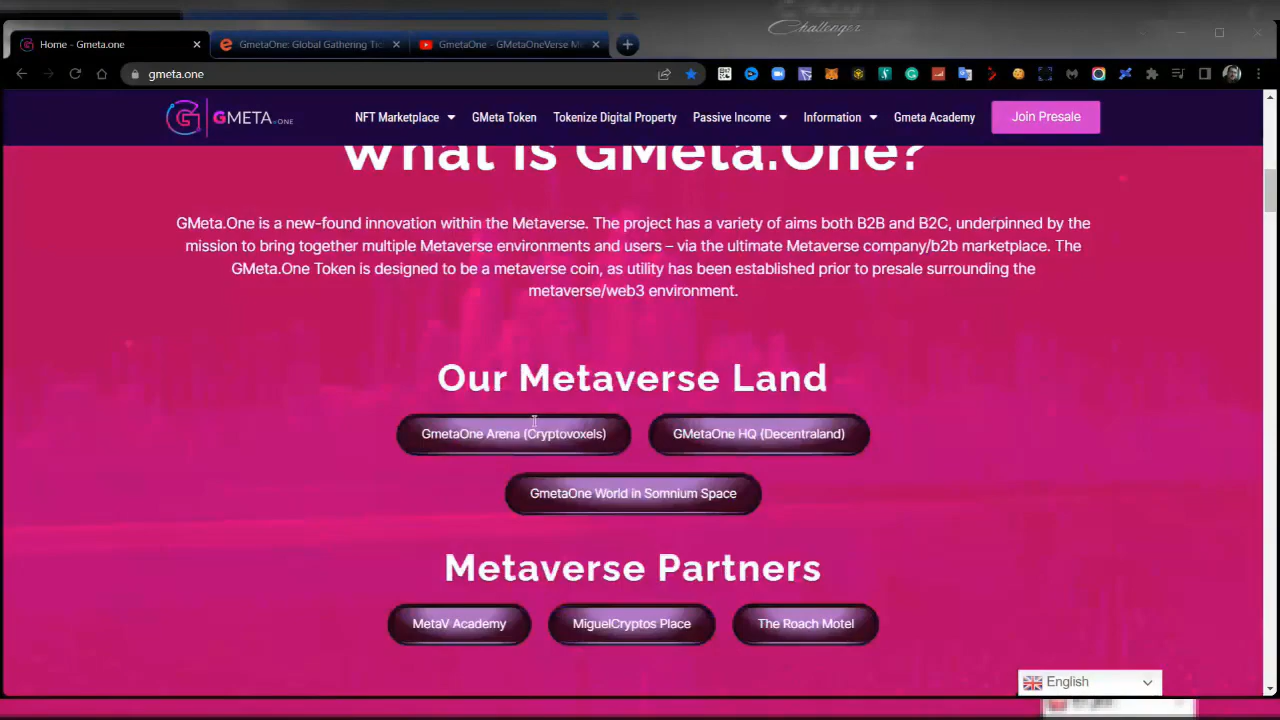 Challenger
Home - Gmeta.one
GmetaOne: Global Gathering Tic
GmetaOne - GMetaOneVerse Me
gmeta.one
GMETA.ONE
NFT Marketplace
GMeta Token
Tokenize Digital Property
Passive Income
Information
Gmeta Academy
Join Presale
What is GMeta.One?
GMeta.One is a new-found innovation within the Metaverse. The project has a variety of aims both B2B and B2C, underpinned by the
mission to bring together multiple Metaverse environments and users – via the ultimate Metaverse company/b2b marketplace. The
GMeta.One Token is designed to be a metaverse coin, as utility has been established prior to presale surrounding the
metaverse/web3 environment.
Our Metaverse Land
GmetaOne Arena (Cryptovoxels)
GMetaOne HQ (Decentraland)
GmetaOne World in Somnium Space
Metaverse Partners
MetaV Academy
MiguelCryptos Place
The Roach Motel
English